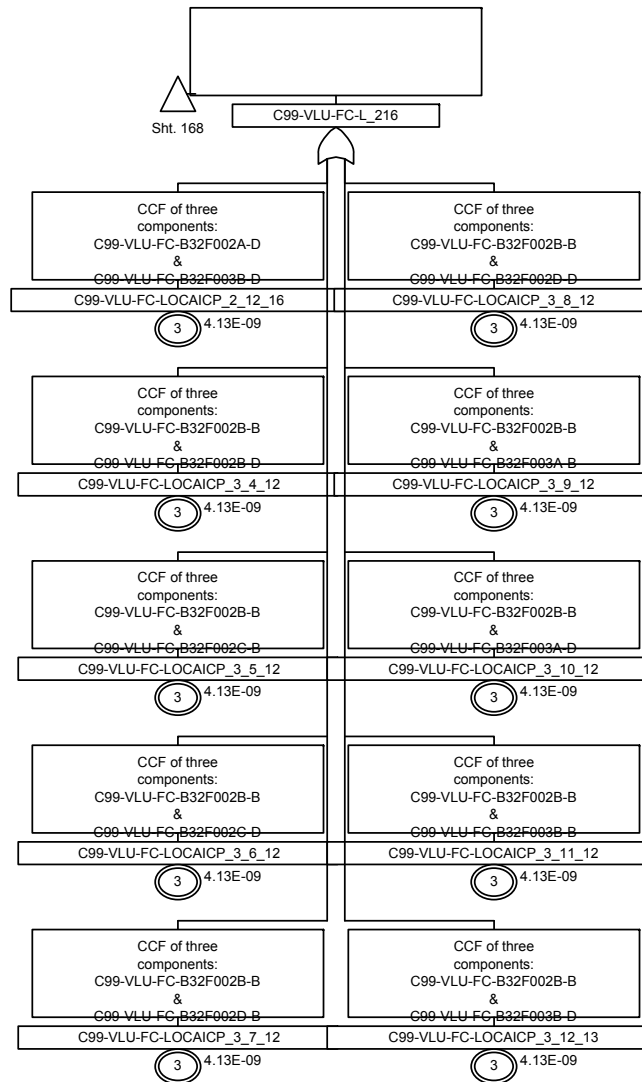 Sht. 168
C99-VLU-FC-L_216
CCF of three
components:
C99-VLU-FC-B32F002A-D
&
C99-VLU-FC-B32F003B-D
C99-VLU-FC-LOCAICP_2_12_16
3
4.13E-09
CCF of three
components:
C99-VLU-FC-B32F002B-B
&
C99-VLU-FC-B32F002D-D
C99-VLU-FC-LOCAICP_3_8_12
3
4.13E-09
CCF of three
components:
C99-VLU-FC-B32F002B-B
&
C99-VLU-FC-B32F002B-D
C99-VLU-FC-LOCAICP_3_4_12
3
4.13E-09
CCF of three
components:
C99-VLU-FC-B32F002B-B
&
C99-VLU-FC-B32F003A-B
C99-VLU-FC-LOCAICP_3_9_12
3
4.13E-09
CCF of three
components:
C99-VLU-FC-B32F002B-B
&
C99-VLU-FC-B32F002C-B
C99-VLU-FC-LOCAICP_3_5_12
3
4.13E-09
CCF of three
components:
C99-VLU-FC-B32F002B-B
&
C99-VLU-FC-B32F003A-D
C99-VLU-FC-LOCAICP_3_10_12
3
4.13E-09
CCF of three
components:
C99-VLU-FC-B32F002B-B
&
C99-VLU-FC-B32F002C-D
C99-VLU-FC-LOCAICP_3_6_12
3
4.13E-09
CCF of three
components:
C99-VLU-FC-B32F002B-B
&
C99-VLU-FC-B32F003B-B
C99-VLU-FC-LOCAICP_3_11_12
3
4.13E-09
CCF of three
components:
C99-VLU-FC-B32F002B-B
&
C99-VLU-FC-B32F002D-B
C99-VLU-FC-LOCAICP_3_7_12
3
4.13E-09
CCF of three
components:
C99-VLU-FC-B32F002B-B
&
C99-VLU-FC-B32F003B-D
C99-VLU-FC-LOCAICP_3_12_13
3
4.13E-09